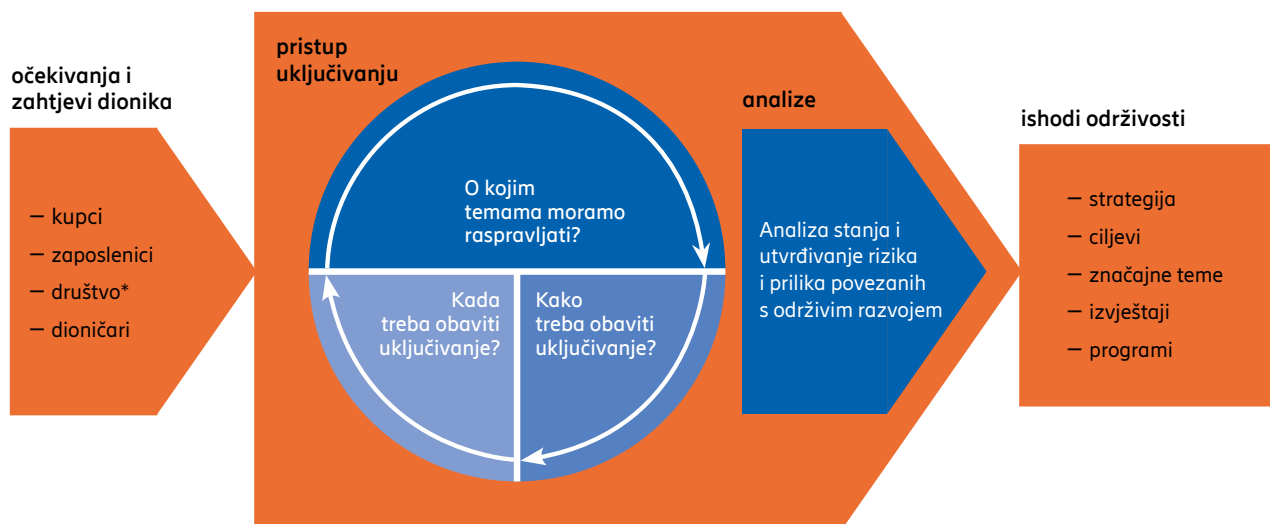 očekivanja i
zahtjevi dionika
– kupci
– zaposlenici
– društvo*
– dioničari
pristup
uključivanju
O kojim
temama moramo
raspravljati?
Kada
treba obaviti
uključivanje?
Kako
treba obaviti
uključivanje?
analize
Analiza stanja i
utvrđivanje rizika
i prilika povezanih
s održivim razvojem
ishodi održivosti
– strategija
– ciljevi
– značajne teme
– izvještaji
– programi